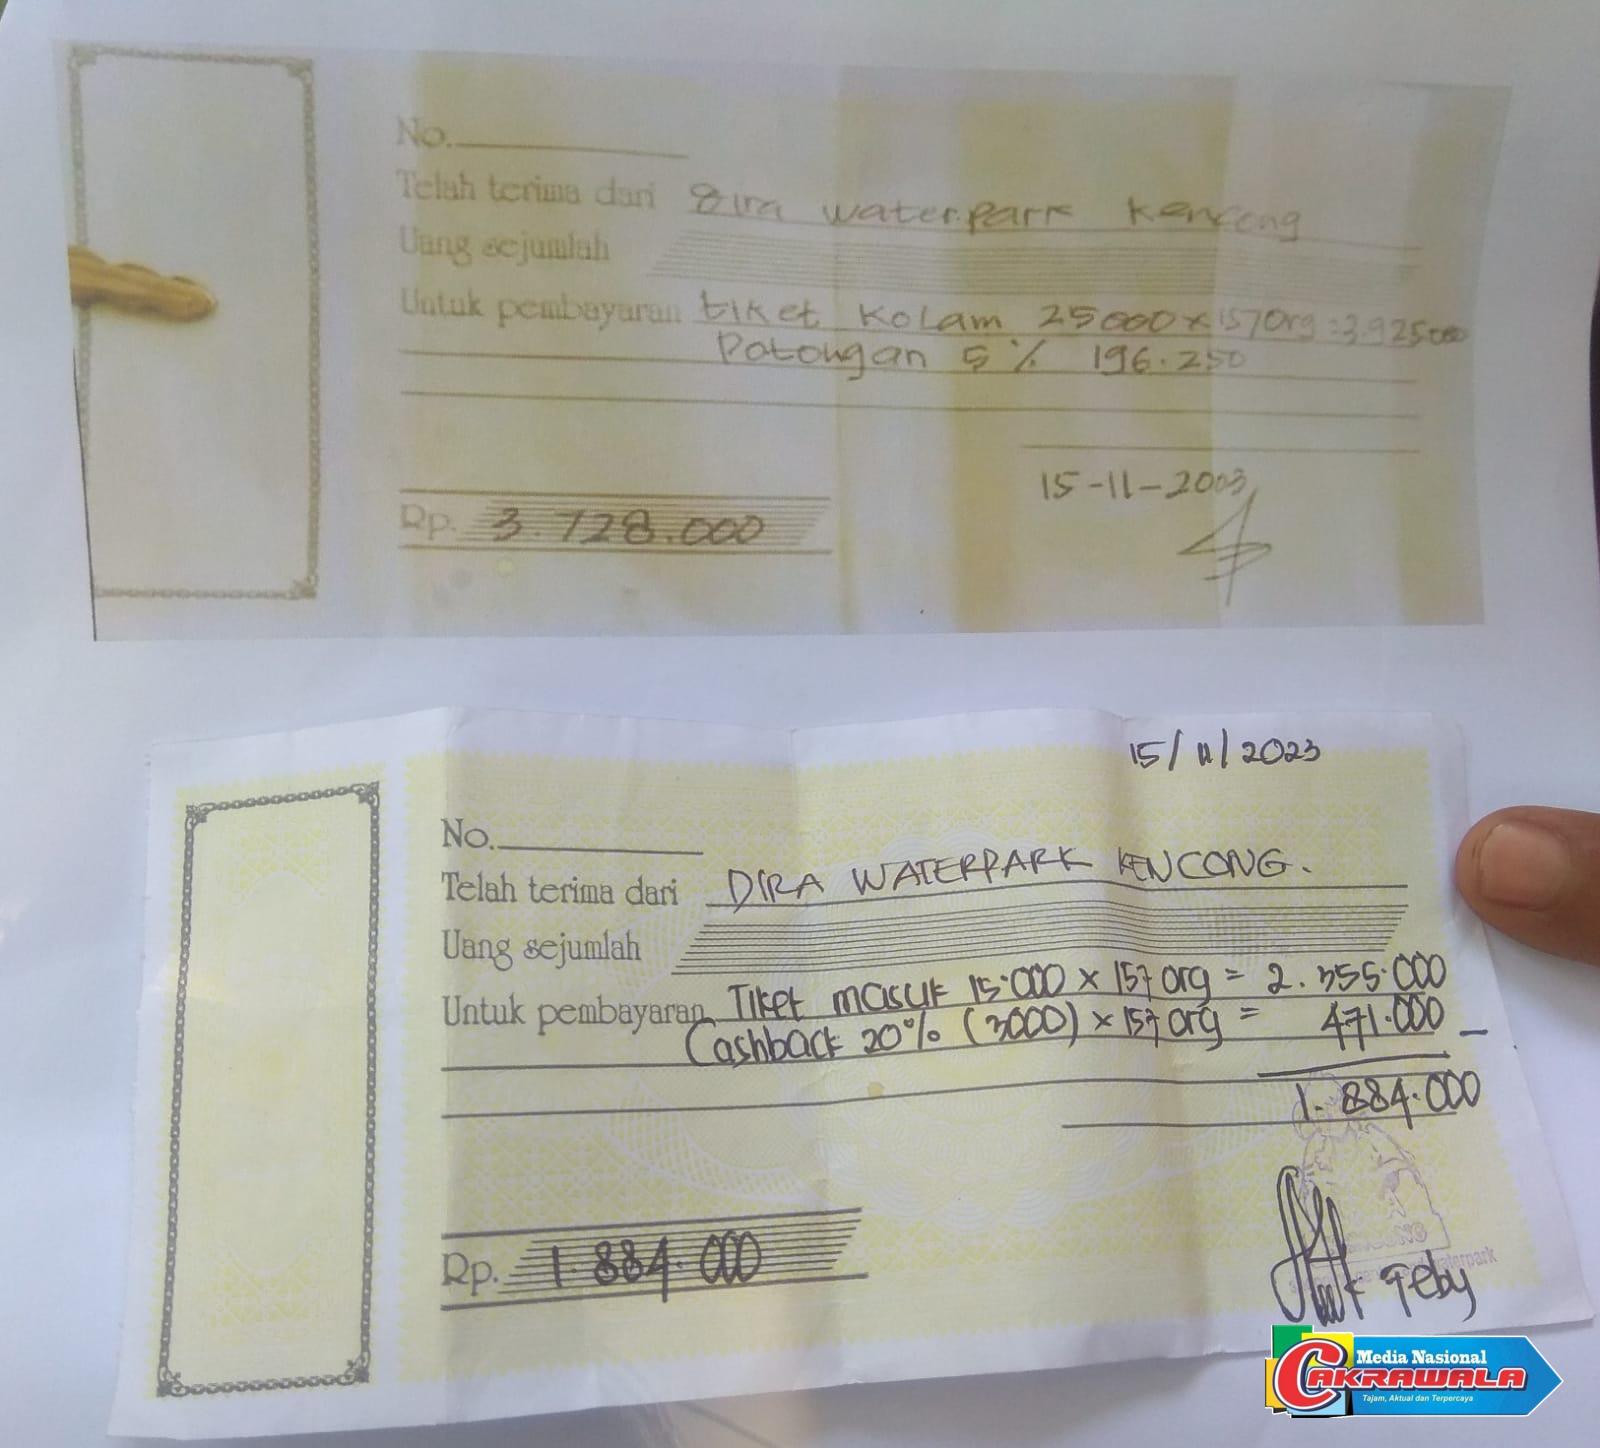 No.
Telah terima dari Dira waterpark Kencong
Uang sejumlah
Untuk pembayaran tiket Kolam 25000 x 157 org = 3.925.000
Potongan 5 % 196.250
15-11-2003
Rp. 3.728.000
15/11/2023
No.
Telah terima dari DIRA WATERPARK KENCONG.
Uang sejumlah
Untuk pembayaran Tiket masuk 15.000 x 157 org = 2.355.000
Cashback 20% (3000) x 157 org = 471.000 -
1.884.000
Rp. 1.884.000
Feby
Media Nasional
CAKRAWALA
Tajam, Aktual dan Terpercaya